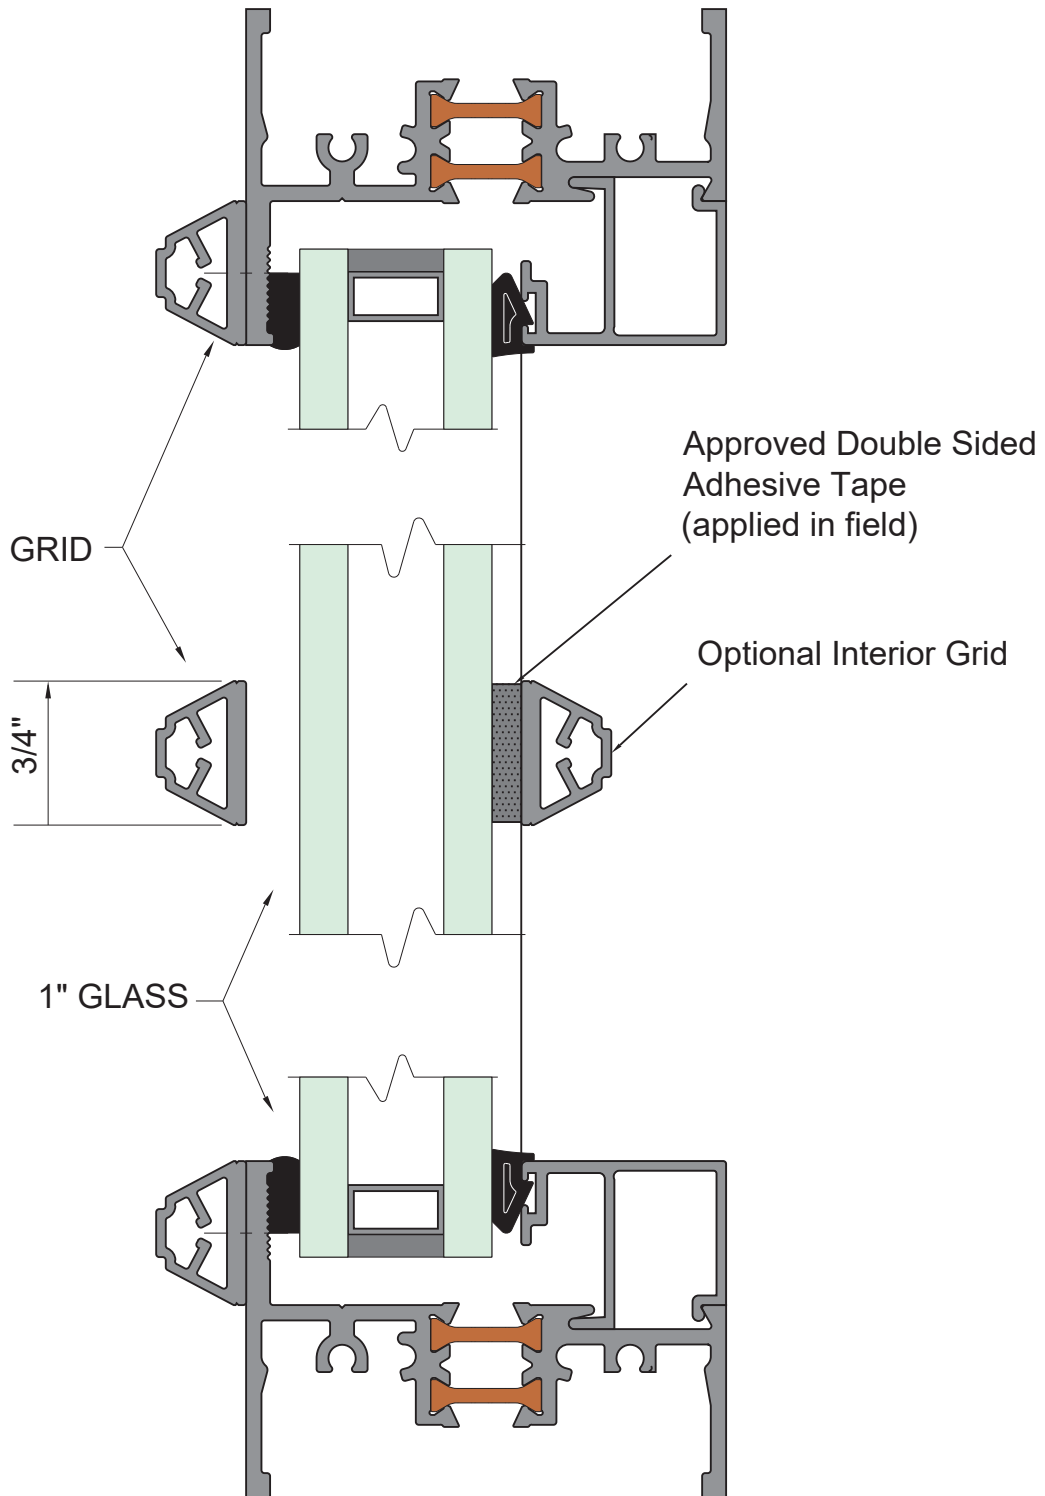 Approved Double Sided
Adhesive Tape
(applied in field)
GRID
Optional Interior Grid
3/4"
1" GLASS